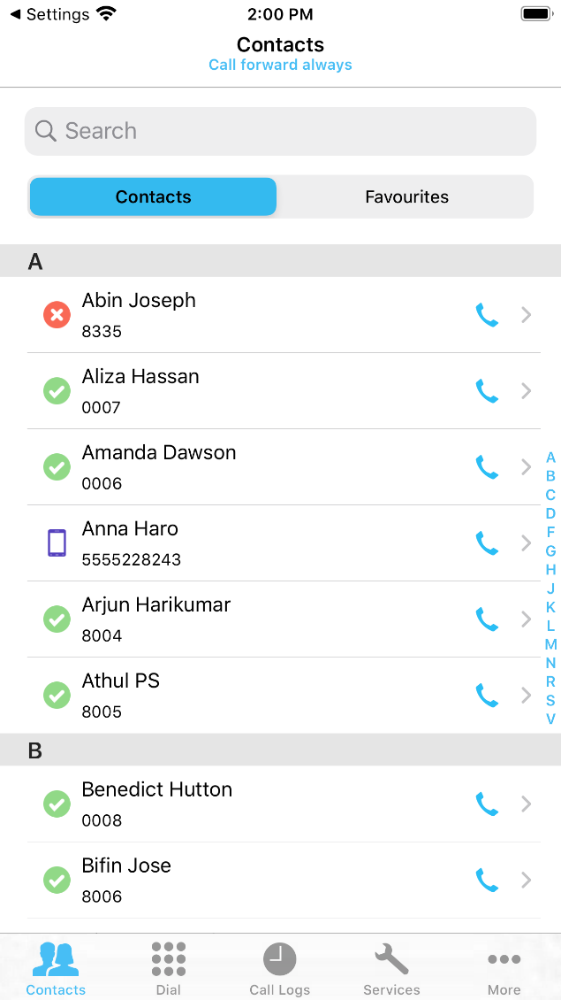 Settings
2:00 PM
Contacts
Call forward always
Search
Contacts
Favourites
A
Abin Joseph
8335
Aliza Hassan
0007
Amanda Dawson
0006
Anna Haro
5555228243
Arjun Harikumar
8004
Athul PS
8005
B
Benedict Hutton
0008
Bifin Jose
8006
A
B
C
D
F
G
H
J
K
L
M
N
R
S
V
Contacts
Dial
Call Logs
Services
More